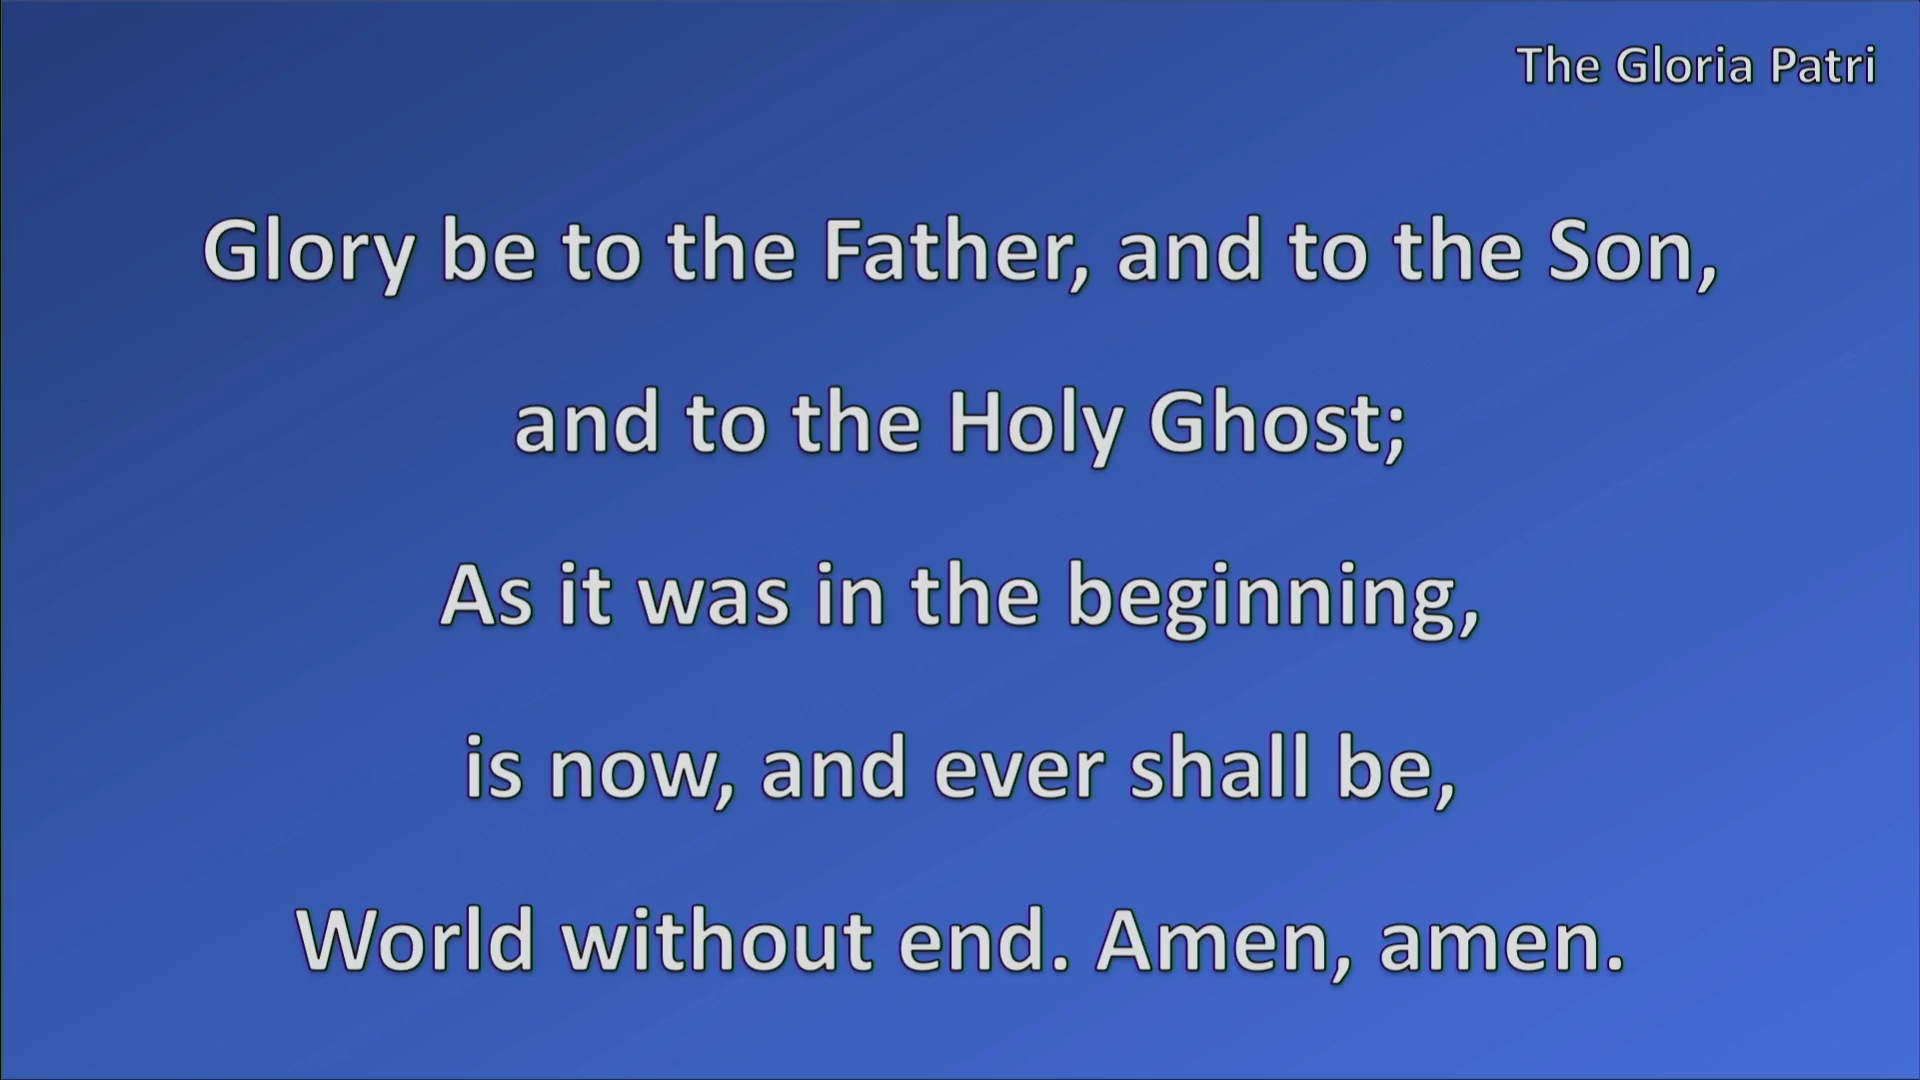 The Gloria Patri
Glory be to the Father, and to the Son,
and to the Holy Ghost;
As it was in the beginning,
is now, and ever shall be,
World without end. Amen, amen.